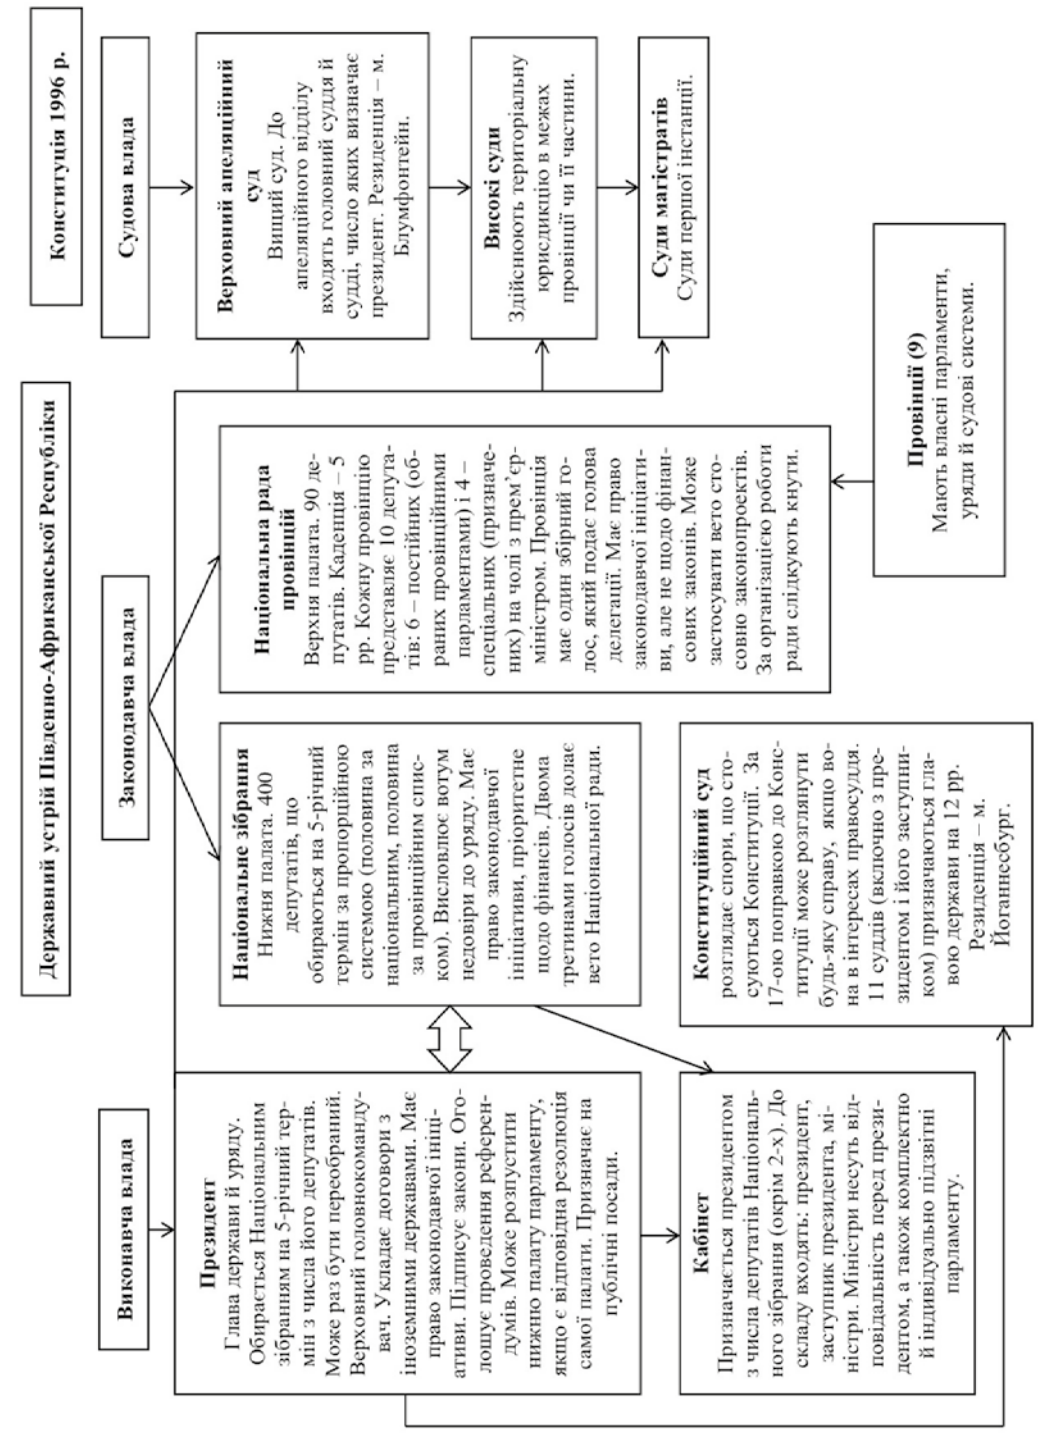 Державний устрій Південно-Африканської Республіки
Конституція 1996 р.
Виконавча влада
Законодавча влада
Судова влада
Президент
Глава держави й уряду.
Обирається Національним
зібранням на 5-річний тер-
мін з числа його депутатів.
Може раз бути переобраний.
Верховний головнокоманду-
вач. Укладає договори з
іноземними державами. Має
право законодавчої ініці-
ативи. Підписує закони. Ого-
лошує проведення референ-
думів. Може розпустити
нижню палату парламенту,
якщо є відповідна резолюція
самої палати. Призначає на
публічні посади.
Національне зібрання
Нижня палата. 400
депутатів, що
обираються на 5-річний
термін за пропорційною
системою (половина за
національним, половина
за провінційним спис-
ком). Висловлює вотум
недовіри до уряду. Має
право законодавчої
ініціативи, пріоритетне
щодо фінансів. Двома
третинами голосів долає
вето Національної ради.
Національна рада
провінцій
Верхня палата. 90 де-
путатів. Каденція – 5
рр. Кожну провінцію
представляє 10 депута-
тів: 6 – постійних (об-
раних провінційними
парламентами) і 4 –
спеціальних (призначе-
них) на чолі з прем’єр-
міністром. Провінція
має один збірний го-
лос, який подає голова
делегації. Має право
законодавчої ініціати-
ви, але не щодо фінан-
сових законів. Може
застосувати вето сто-
совно законопроектів.
За організацією роботи
ради слідкують кнути.
Верховний апеляційний
суд
Вищий суд. До
апеляційного відділу
входять головний суддя й
судді, число яких визначає
президент. Резиденція – м.
Блумфонтейн.
Високі суди
Здійснюють територіальну
юрисдикцію в межах
провінції чи її частини.
Суди магістратів
Суди першої інстанції.
Кабінет
Призначається президентом
з числа депутатів Національ-
ного зібрання (окрім 2-х). До
складу входять: президент,
заступник президента, мі-
ністри. Міністри несуть від-
повідальність перед прези-
дентом, а також комплектно
й індивідуально підзвітні
парламенту.
Конституційний суд
розглядає спори, що сто-
суються Конституції. За
17-ою поправкою до Конс-
титуції може розглянути
будь-яку справу, якщо во-
на в інтересах правосуддя.
11 суддів (включно з пре-
зидентом і його заступни-
ком) призначаються гла-
вою держави на 12 рр.
Резиденція – м.
Йоганнесбург.
Провінції (9)
Мають власні парламенти,
уряди й судові системи.